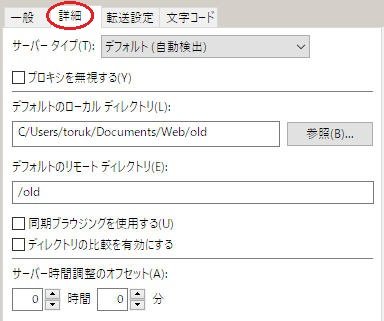 一般 詳細 転送設定 文字コード
サーバー タイプ(T): デフォルト (自動検出)
プロキシを無視する(Y)
デフォルトのローカル ディレクトリ(L):
C/Users/toruk/Documents/Web/old 参照(B)...
デフォルトのリモート ディレクトリ(E):
/old
同期ブラウジングを使用する(U)
ディレクトリの比較を有効にする
サーバー時間調整のオフセット(A):
0 時間 0 分